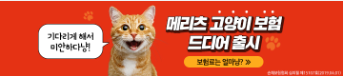 기다리게 해서
미안하다냥!
메리츠 고양이 보험
드디어 출시
보험료는 얼마냥? »